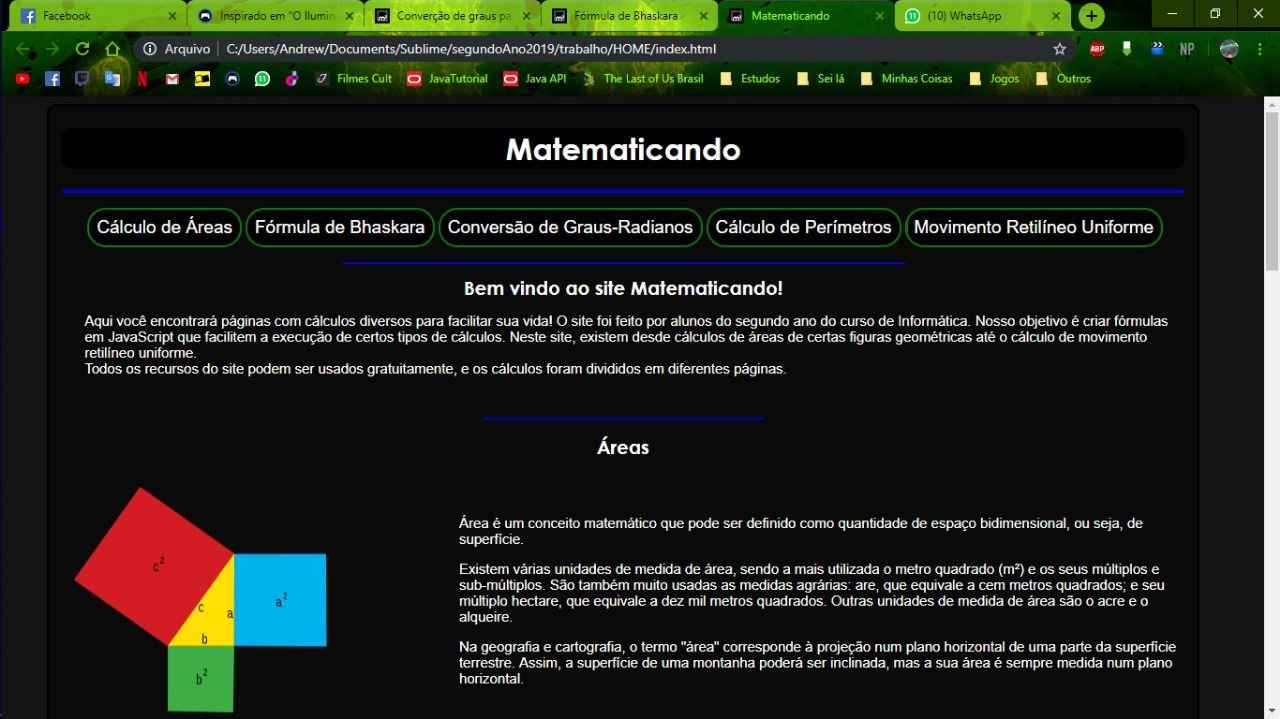 Facebook
Inspirado em "O Ilumin
Converção de graus pa
Fórmula de Bhaskara
Matematicando
(10) WhatsApp
Arquivo
C:/Users/Andrew/Documents/Sublime/segundoAno2019/trabalho/HOME/index.html
ABP
NP
Filmes Cult
JavaTutorial
Java API
The Last of Us Brasil
Estudos
Sei lá
Minhas Coisas
Jogos
Outros
Matematicando
Cálculo de Áreas
Fórmula de Bhaskara
Conversão de Graus-Radianos
Cálculo de Perímetros
Movimento Retilíneo Uniforme
Bem vindo ao site Matematicando!
Aqui você encontrará páginas com cálculos diversos para facilitar sua vida! O site foi feito por alunos do segundo ano do curso de Informática. Nosso objetivo é criar fórmulas
em JavaScript que facilitem a execução de certos tipos de cálculos. Neste site, existem desde cálculos de áreas de certas figuras geométricas até o cálculo de movimento
retilíneo uniforme.
Todos os recursos do site podem ser usados gratuitamente, e os cálculos foram divididos em diferentes páginas.
Áreas
c²
c
a
b
a²
b²
Área é um conceito matemático que pode ser definido como quantidade de espaço bidimensional, ou seja, de
superfície.
Existem várias unidades de medida de área, sendo a mais utilizada o metro quadrado (m²) e os seus múltiplos e
sub-múltiplos. São também muito usadas as medidas agrárias: are, que equivale a cem metros quadrados; e seu
múltiplo hectare, que equivale a dez mil metros quadrados. Outras unidades de medida de área são o acre e o
alqueire.
Na geografia e cartografia, o termo "área" corresponde à projeção num plano horizontal de uma parte da superfície
terrestre. Assim, a superfície de uma montanha poderá ser inclinada, mas a sua área é sempre medida num plano
horizontal.